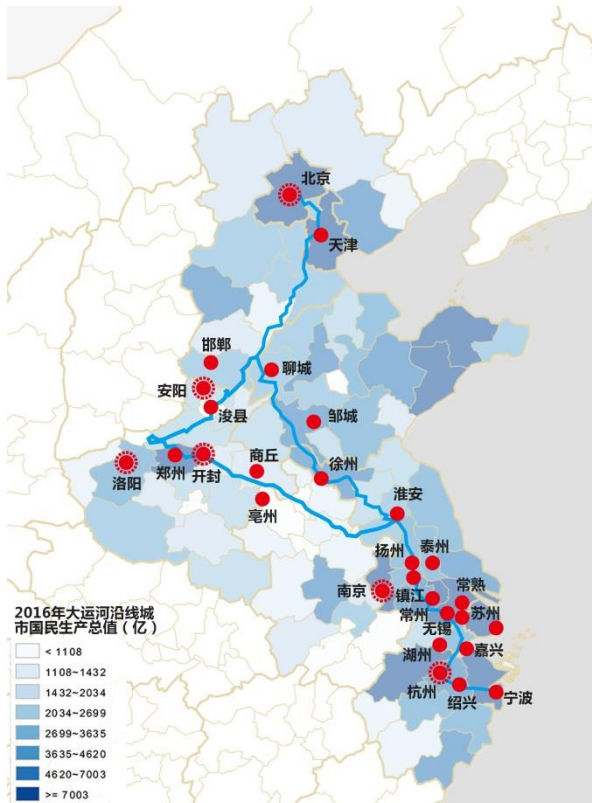 北京
天津
邯郸
聊城
安阳
浚县
邹城
商丘
徐州
洛阳
郑州
开封
亳州
淮安
扬州
泰州
南京
镇江
常熟
常州
苏州
无锡
湖州
嘉兴
杭州
绍兴
宁波
2016年大运河沿线城
市国民生产总值（亿）
< 1108
1108~1432
1432~2034
2034~2699
2699~3635
3635~4620
4620~7003
>= 7003